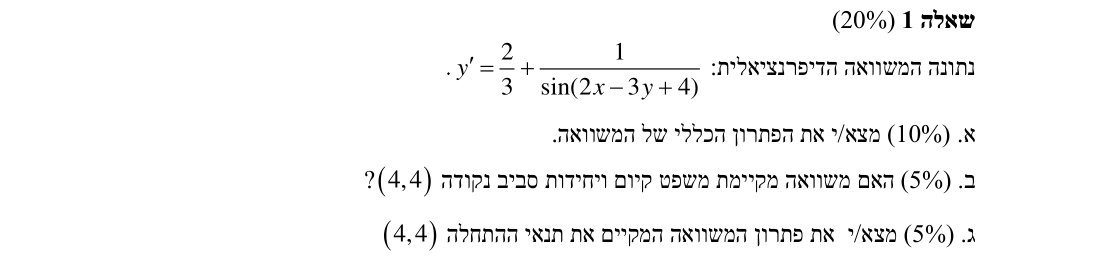 שאלה 1 (20%)
נתונה המשוואה הדיפרנציאלית: $y' = \frac{2}{3} + \frac{1}{\sin(2x-3y+4)}$ .
א. (10%) מצא/י את הפתרון הכללי של המשוואה.
ב. (5%) האם משוואה מקיימת משפט קיום ויחידות סביב נקודה (4,4)?
ג. (5%) מצא/י את פתרון המשוואה המקיים את תנאי ההתחלה (4,4)